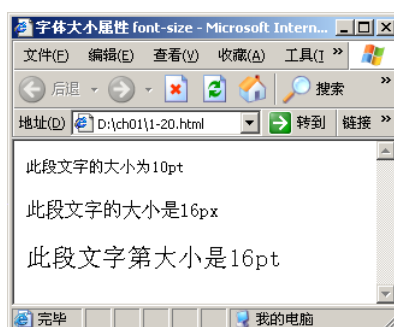 字体大小属性 font-size - Microsoft Intern...
文件(F) 编辑(E) 查看(V) 收藏(A) 工具(I »
后退 搜索 »
地址(D) D:\ch01\1-20.html 转到 链接 »
此段文字的大小为10pt
此段文字的大小是16px
此段文字第大小是16pt
完毕 我的电脑